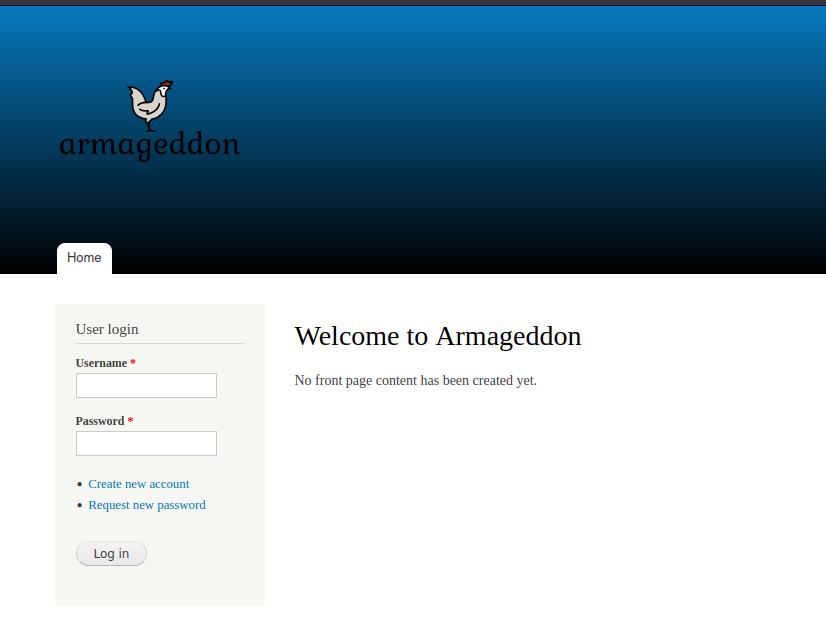 armageddon
Home
User login
Username *
Password *
Create new account
Request new password
Log in
Welcome to Armageddon
No front page content has been created yet.